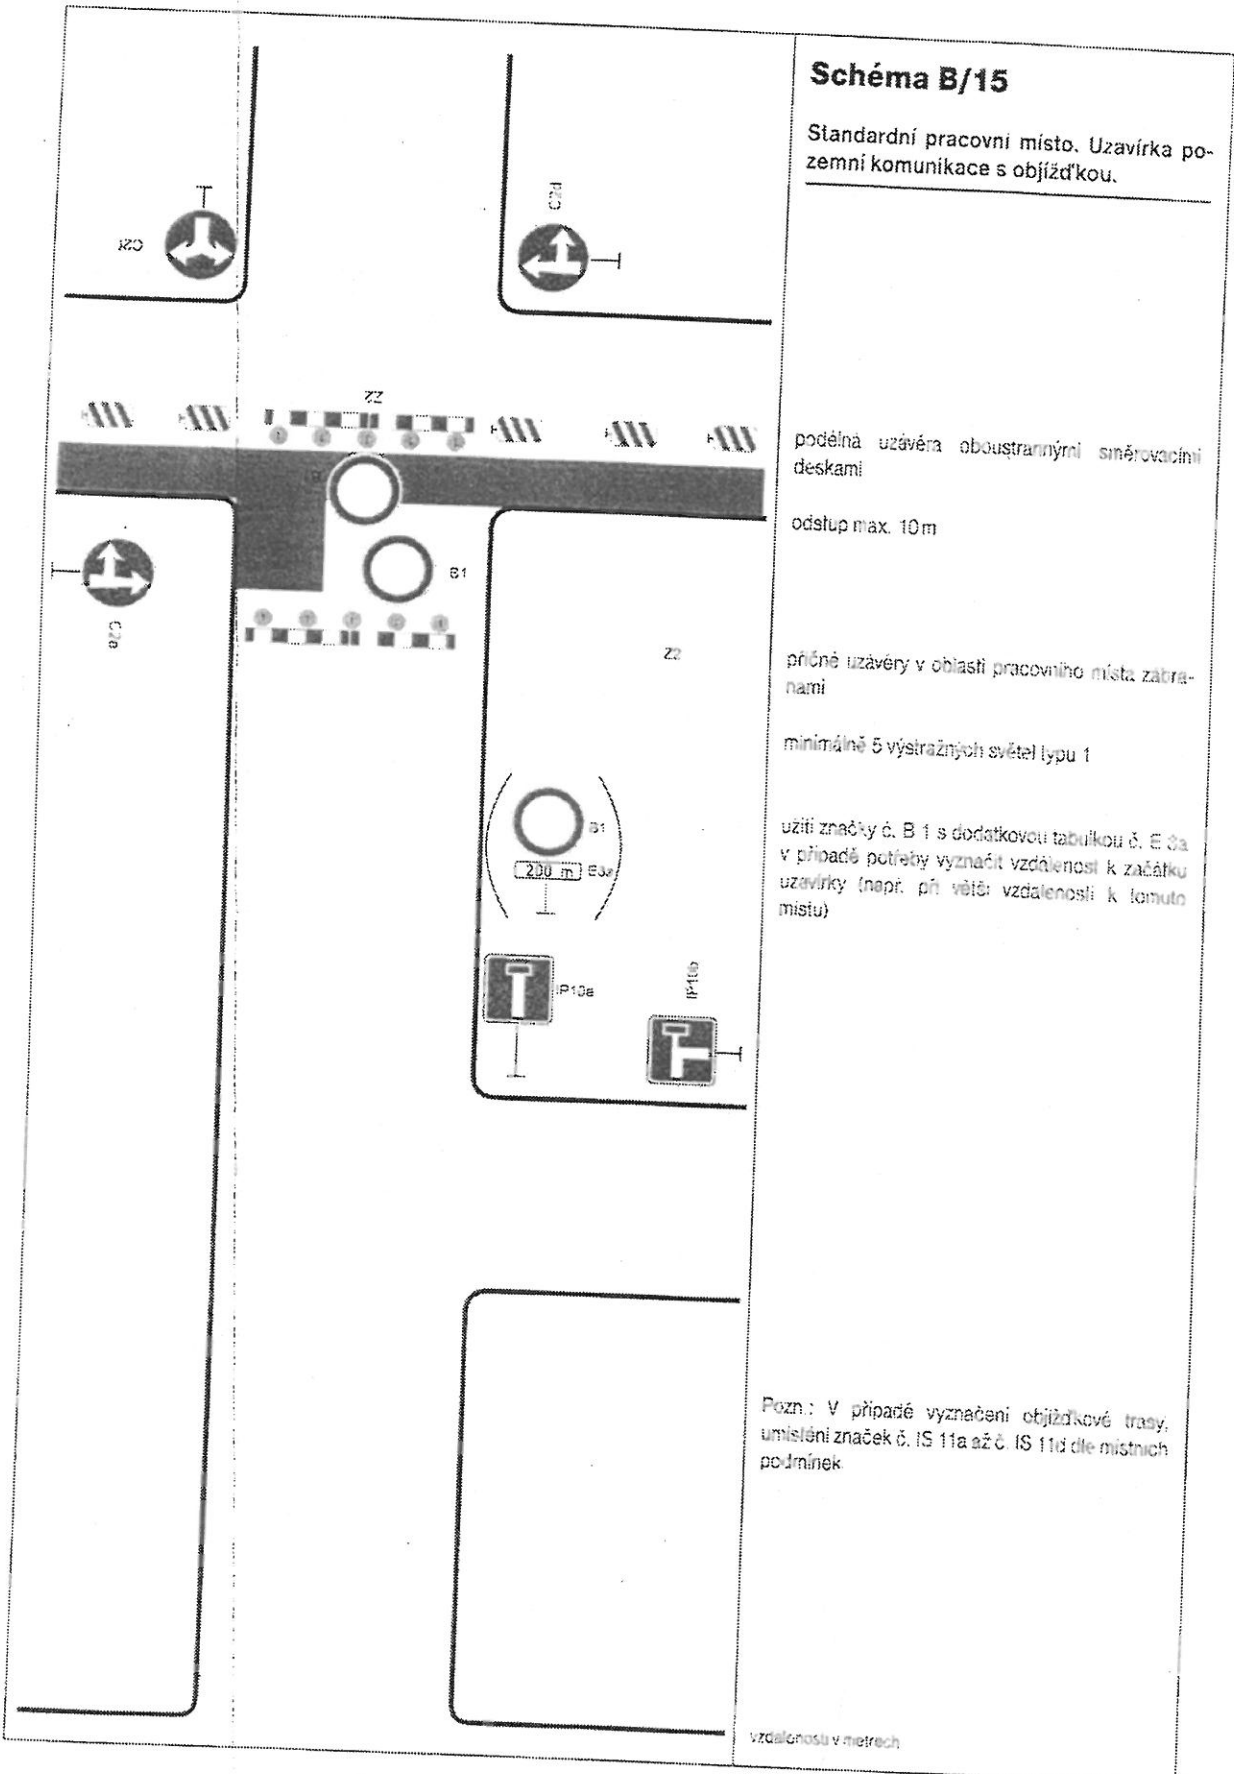 Schéma B/15
Standardní pracovní místo. Uzavírka po-
zemní komunikace s objížďkou.
C2f
C2d
Z2
podélná uzávěra oboustrannými směrovacími
deskami
odstup max. 10 m
B1
B1
C2e
Z2
příčné uzávěry v oblasti pracovního místa zábra-
nami
minimálně 5 výstražných světel typu 1
užití značky č. B 1 s dodatkovou tabulkou č. E 3a
v případě potřeby vyznačit vzdálenost k začátku
uzavírky (např. při větší vzdálenosti k tomuto
místu)
B1
200 m E3a
IP10a
IP10b
Pozn.: V případě vyznačení objížďkové trasy,
umístění značek č. IS 11a až č. IS 11d dle místních
podmínek
vzdálenosti v metrech